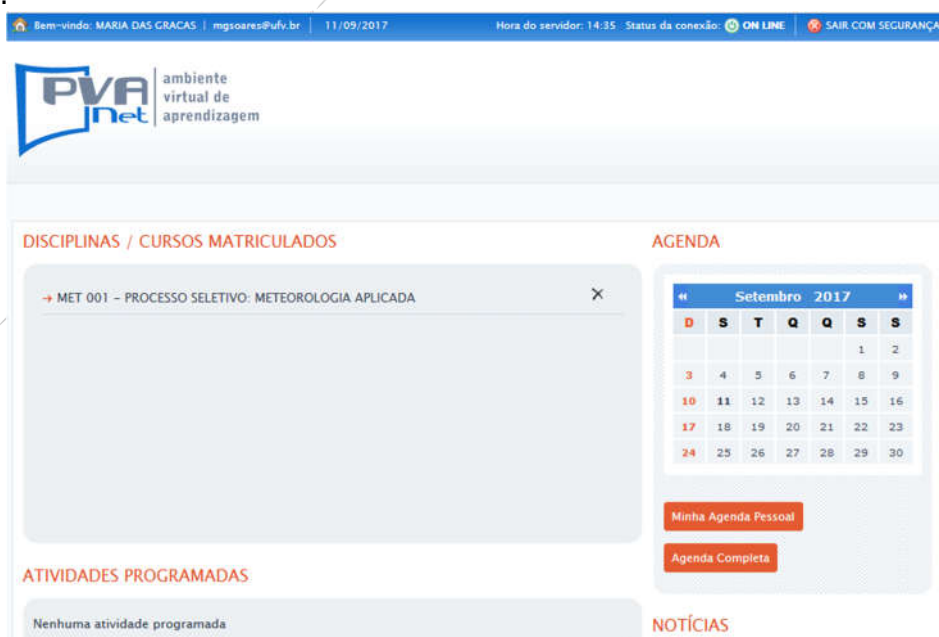 Bem-vindo: MARIA DAS GRACAS | mgsoares@ufv.br | 11/09/2017 Hora do servidor: 14:35 Status da conexão: ON LINE SAIR COM SEGURANÇA
PVA
Net
ambiente
virtual de
aprendizagem
DISCIPLINAS / CURSOS MATRICULADOS
→ MET 001 – PROCESSO SELETIVO: METEOROLOGIA APLICADA ×
ATIVIDADES PROGRAMADAS
Nenhuma atividade programada
AGENDA
« Setembro 2017 »
D S T Q Q S S
1 2
3 4 5 6 7 8 9
10 11 12 13 14 15 16
17 18 19 20 21 22 23
24 25 26 27 28 29 30
Minha Agenda Pessoal
Agenda Completa
NOTÍCIAS